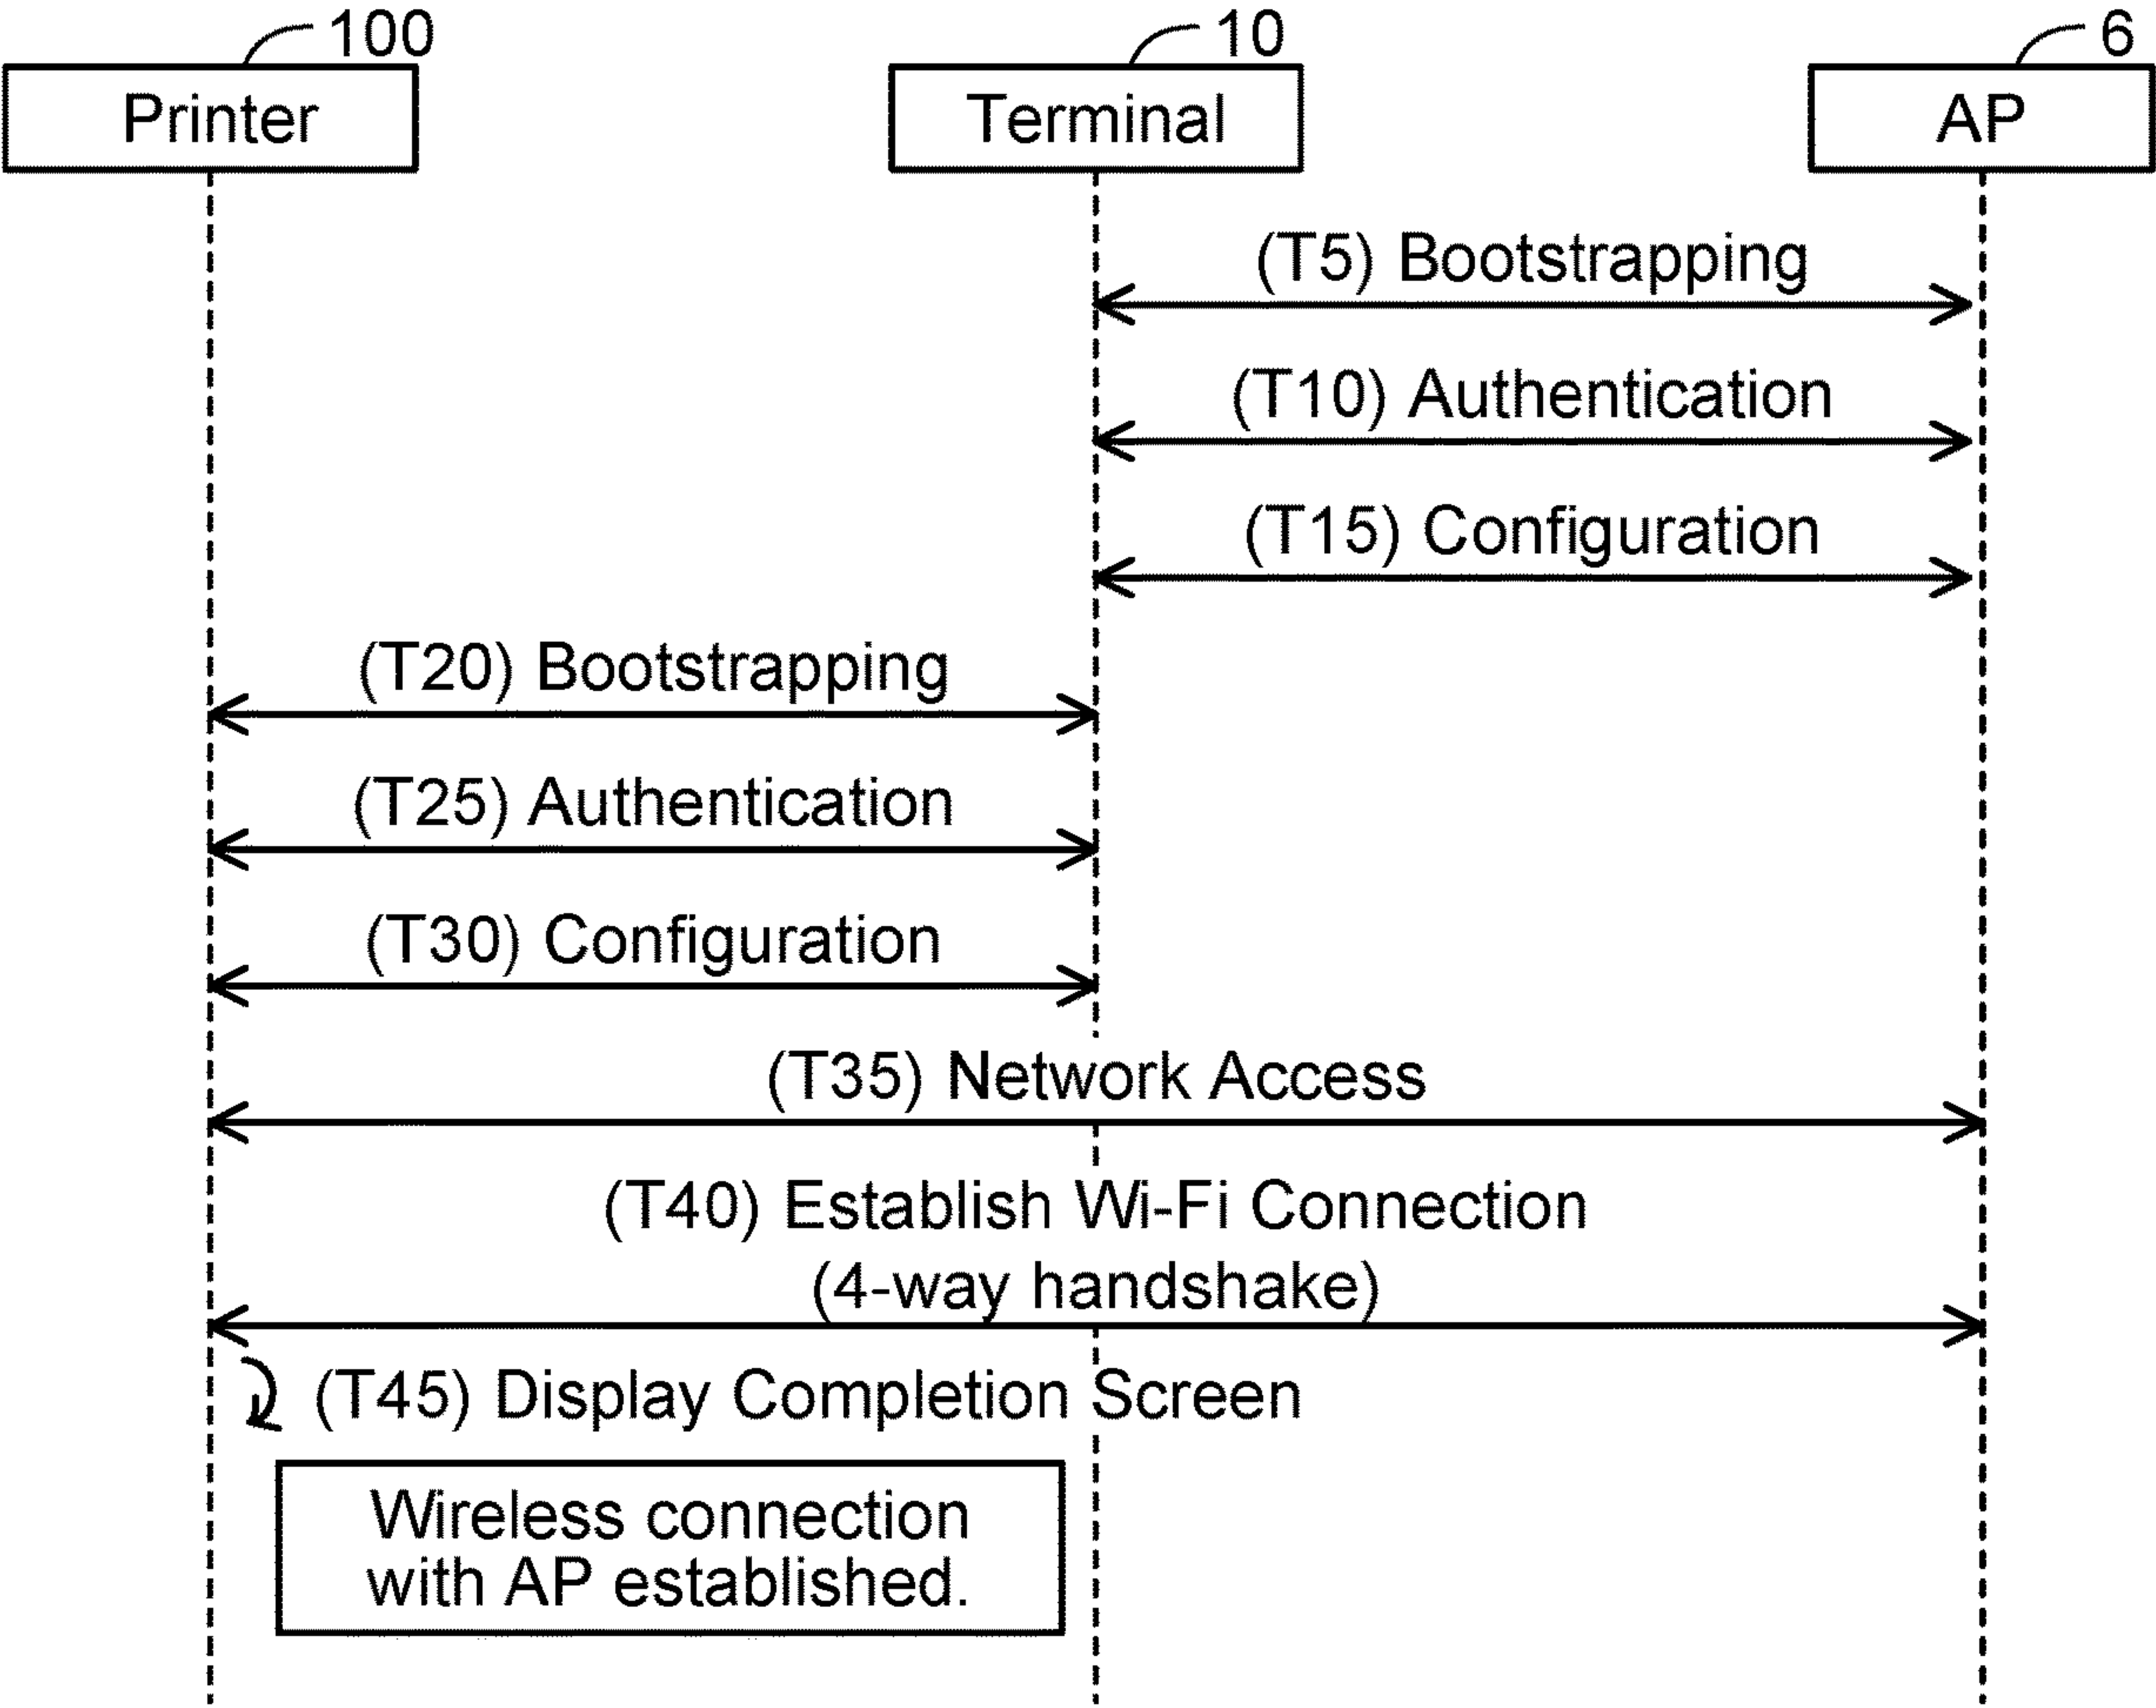 100
10
6
Printer
Terminal
AP
(T5) Bootstrapping
(T10) Authentication
(T15) Configuration
(T20) Bootstrapping
(T25) Authentication
(T30) Configuration
(T35) Network Access
(T40) Establish Wi-Fi Connection
(4-way handshake)
(T45) Display Completion Screen
Wireless connection
with AP established.